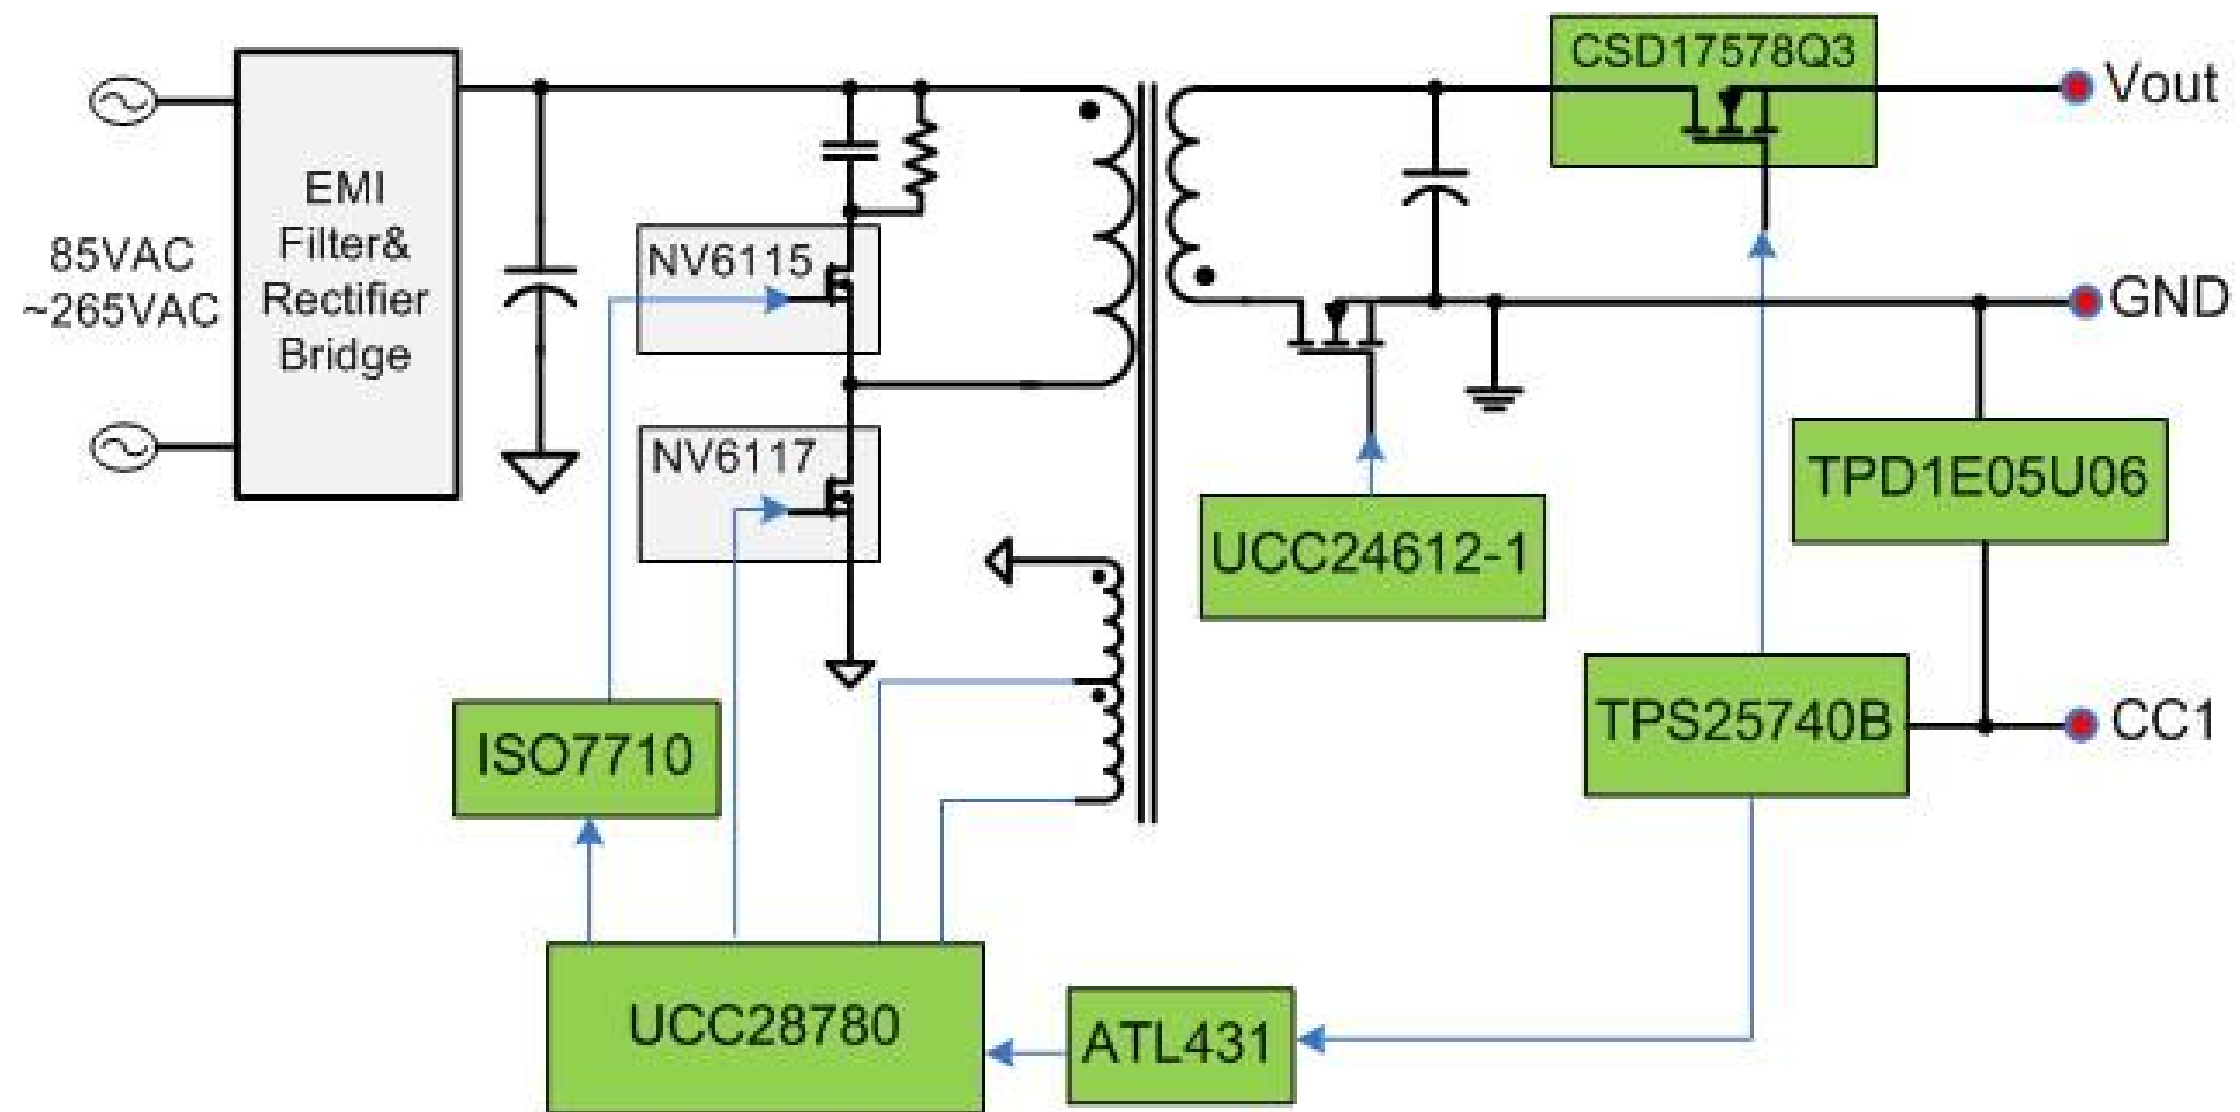 CSD17578Q3
Vout
EMI
Filter&
Rectifier
Bridge
85VAC
~265VAC
NV6115
GND
NV6117
TPD1E05U06
UCC24612-1
TPS25740B
CC1
ISO7710
UCC28780
ATL431